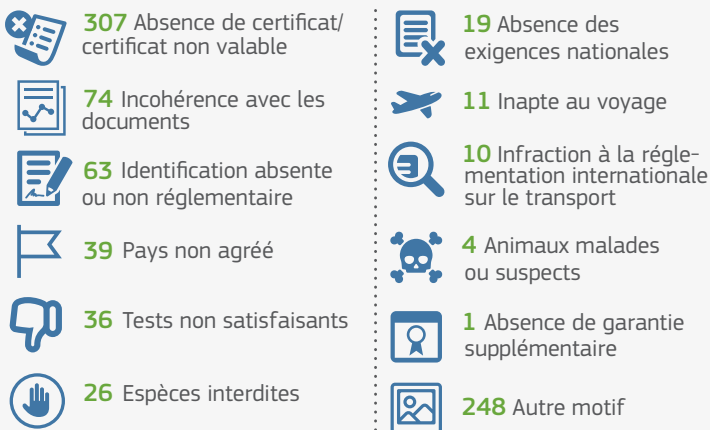 307 Absence de certificat/
certificat non valable
74 Incohérence avec les
documents
63 Identification absente
ou non réglementaire
39 Pays non agréé
36 Tests non satisfaisants
26 Espèces interdites
19 Absence des
exigences nationales
11 Inapte au voyage
10 Infraction à la régle-
mentation internationale
sur le transport
4 Animaux malades
ou suspects
1 Absence de garantie
supplémentaire
248 Autre motif